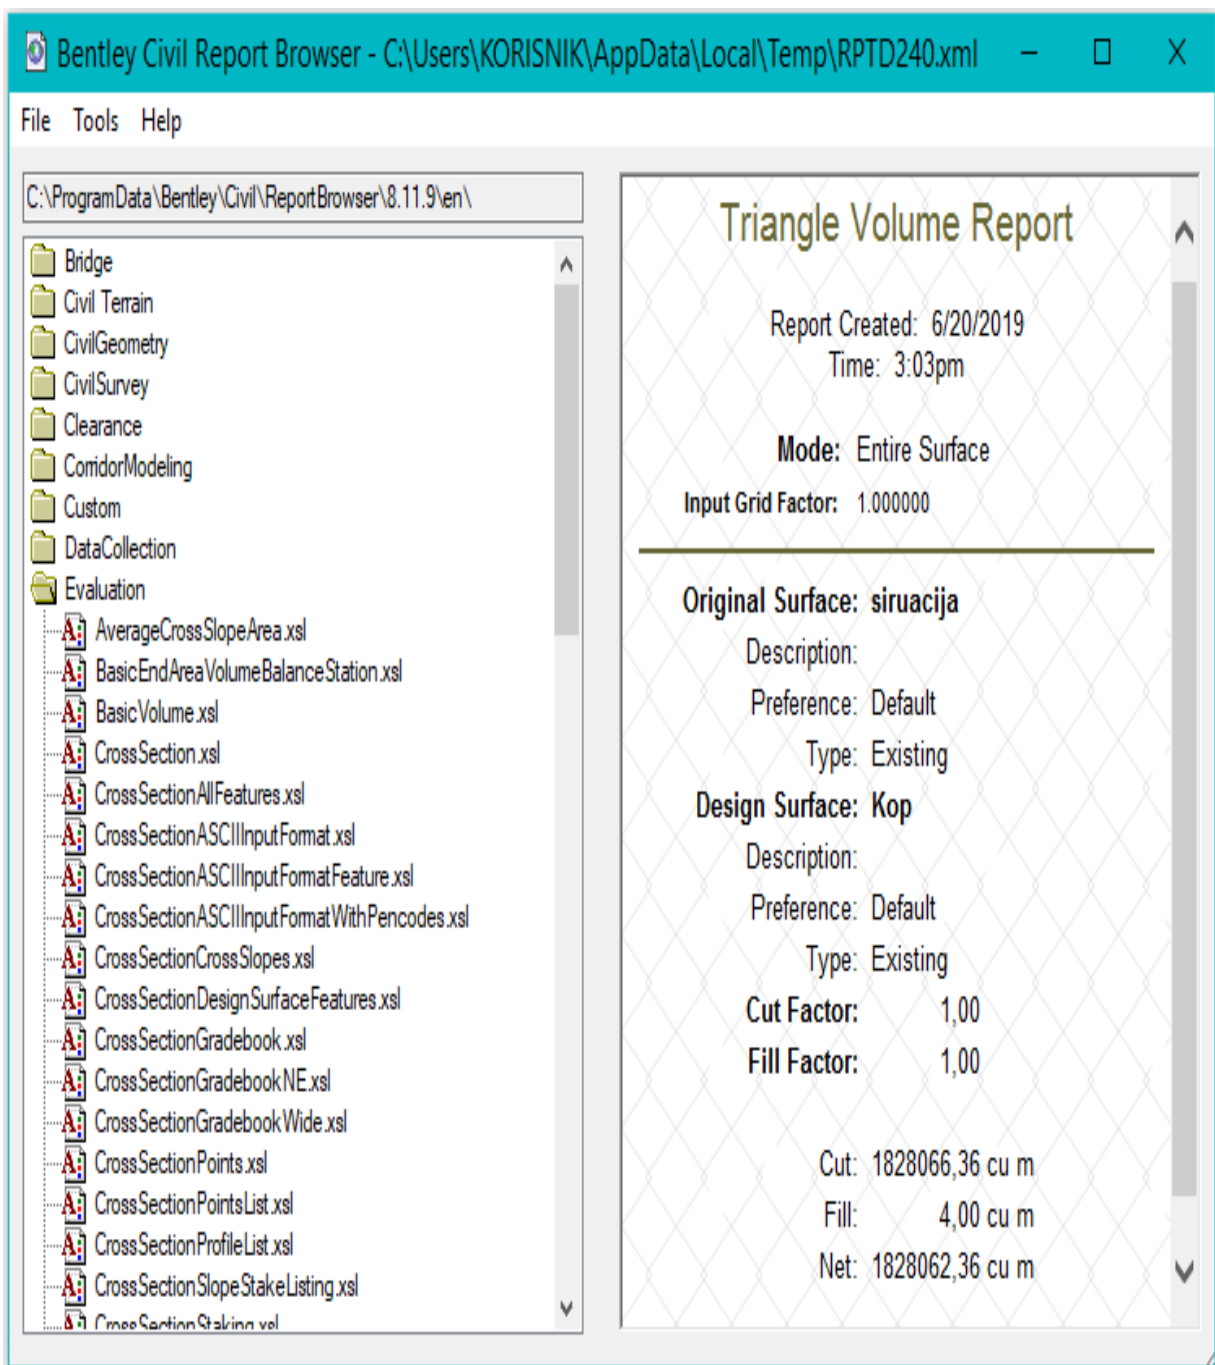 Bentley Civil Report Browser - C:\Users\KORISNIK\AppData\Local\Temp\RPTD240.xml
File Tools Help
C:\ProgramData\Bentley\Civil\ReportBrowser\8.11.9\en\
Bridge
Civil Terrain
CivilGeometry
CivilSurvey
Clearance
CorridorModeling
Custom
DataCollection
Evaluation
AverageCrossSlopeArea.xsl
BasicEndAreaVolumeBalanceStation.xsl
BasicVolume.xsl
CrossSection.xsl
CrossSectionAllFeatures.xsl
CrossSectionASCIIInputFormat.xsl
CrossSectionASCIIInputFormatFeature.xsl
CrossSectionASCIIInputFormatWithPencodes.xsl
CrossSectionCrossSlopes.xsl
CrossSectionDesignSurfaceFeatures.xsl
CrossSectionGradebook.xsl
CrossSectionGradebookNE.xsl
CrossSectionGradebookWide.xsl
CrossSectionPoints.xsl
CrossSectionPointsList.xsl
CrossSectionProfileList.xsl
CrossSectionSlopeStakeListing.xsl
CrossSectionStaking.xsl
Triangle Volume Report
Report Created: 6/20/2019
Time: 3:03pm
Mode: Entire Surface
Input Grid Factor: 1.000000
Original Surface: siruacija
Description:
Preference: Default
Type: Existing
Design Surface: Kop
Description:
Preference: Default
Type: Existing
Cut Factor: 1,00
Fill Factor: 1,00
Cut: 1828066,36 cu m
Fill: 4,00 cu m
Net: 1828062,36 cu m